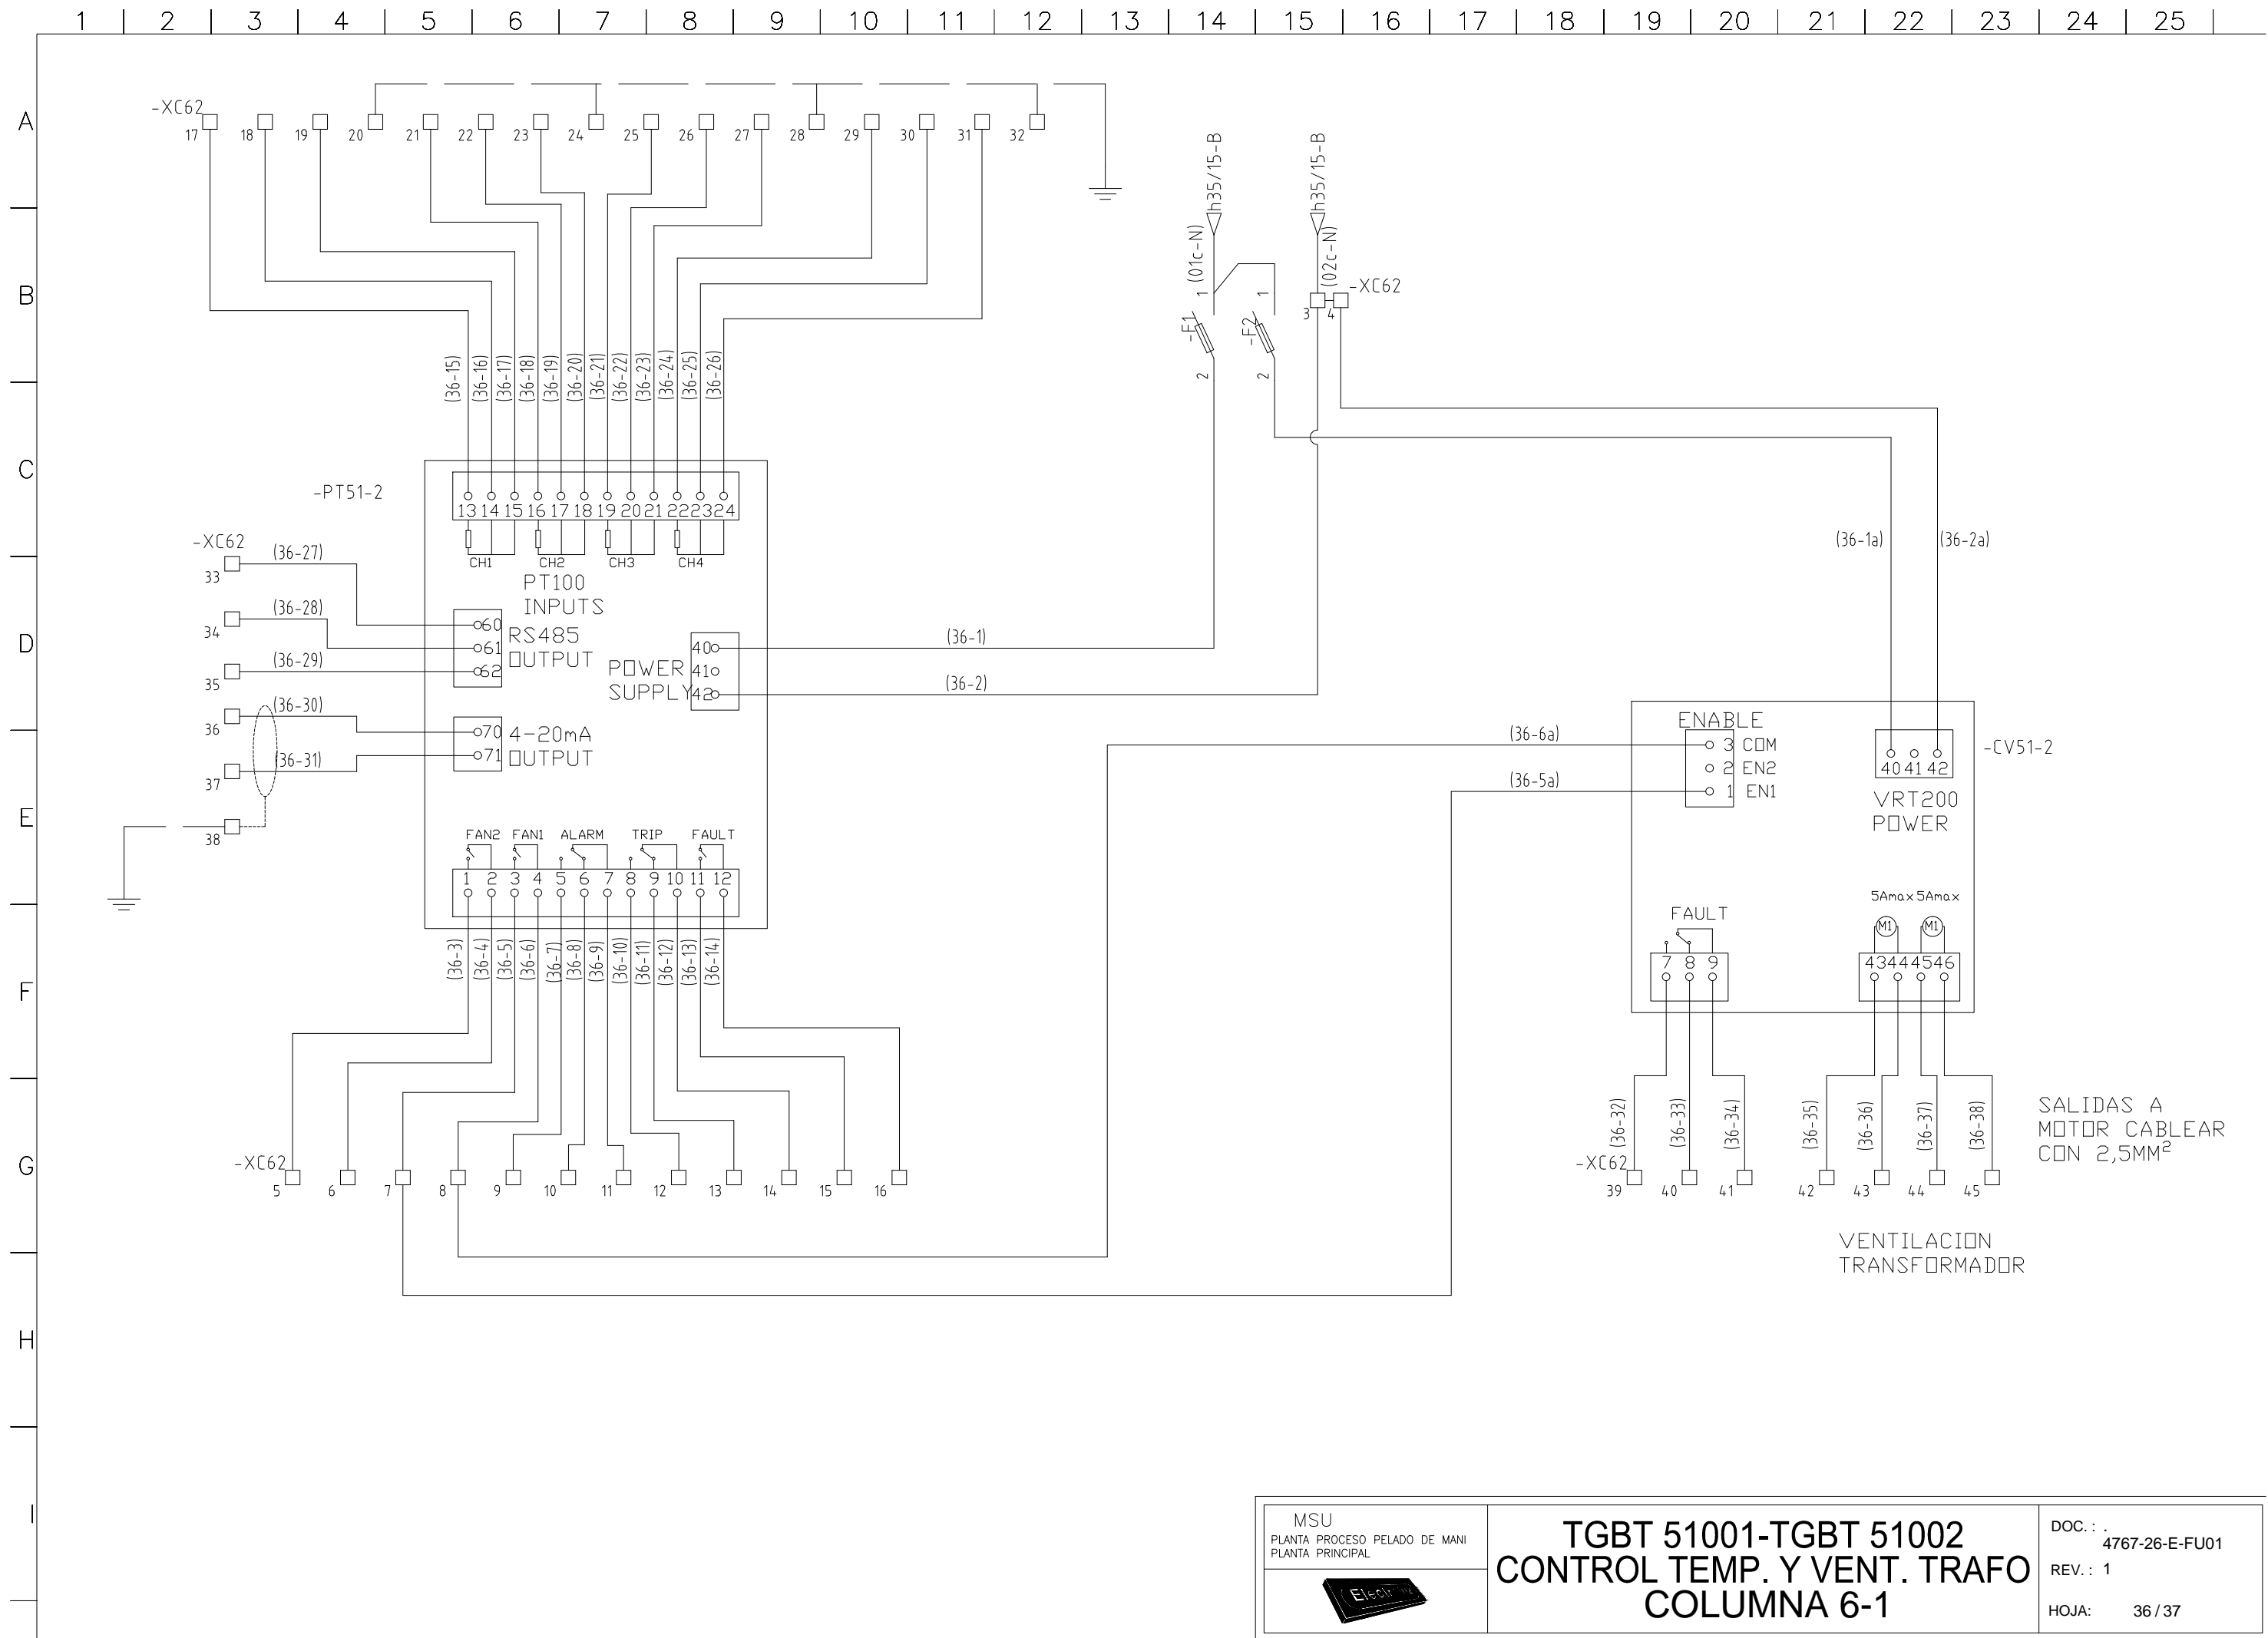 1 2 3 4 5 6 7 8 9 10 11 12 13 14 15 16 17 18 19 20 21 22 23 24 25
A
B
C
D
E
F
G
H
I
-XC62
17 18 19 20 21 22 23 24 25 26 27 28 29 30 31 32
h35/15-B
h35/15-B
(01c-N)
(02c-N)
-XC62
1 1
3 4
-F1
-F2
2 2
(36-15) (36-16) (36-17) (36-18) (36-19) (36-20) (36-21) (36-22) (36-23) (36-24) (36-25) (36-26)
-PT51-2
13 14 15 16 17 18 19 20 21 22 23 24
CH1 CH2 CH3 CH4
PT100
INPUTS
-XC62
33 (36-27)
34 (36-28)
35 (36-29)
36 (36-30)
37 (36-31)
38
60
61
62
RS485
OUTPUT
70
71
4-20mA
OUTPUT
POWER
SUPPLY
40
41
42
(36-1)
(36-2)
(36-1a)
(36-2a)
(36-6a)
(36-5a)
ENABLE
3 COM
2 EN2
1 EN1
40 41 42
-CV51-2
VRT200
POWER
FAN2 FAN1 ALARM TRIP FAULT
1 2 3 4 5 6 7 8 9 10 11 12
(36-3) (36-4) (36-5) (36-6) (36-7) (36-8) (36-9) (36-10) (36-11) (36-12) (36-13) (36-14)
5Amax 5Amax
FAULT
M1 M1
7 8 9
43 44 45 46
(36-32) (36-33) (36-34) (36-35) (36-36) (36-37) (36-38)
SALIDAS A
MOTOR CABLEAR
CON 2,5MM²
-XC62
5 6 7 8 9 10 11 12 13 14 15 16
-XC62
39 40 41 42 43 44 45
VENTILACION
TRANSFORMADOR
MSU
PLANTA PROCESO PELADO DE MANI
PLANTA PRINCIPAL
TGBT 51001-TGBT 51002
CONTROL TEMP. Y VENT. TRAFO
COLUMNA 6-1
DOC. : .
4767-26-E-FU01
REV. : 1
HOJA: 36 / 37